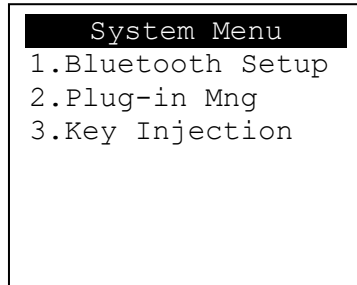 System Menu
1.Bluetooth Setup
2.Plug-in Mng
3.Key Injection